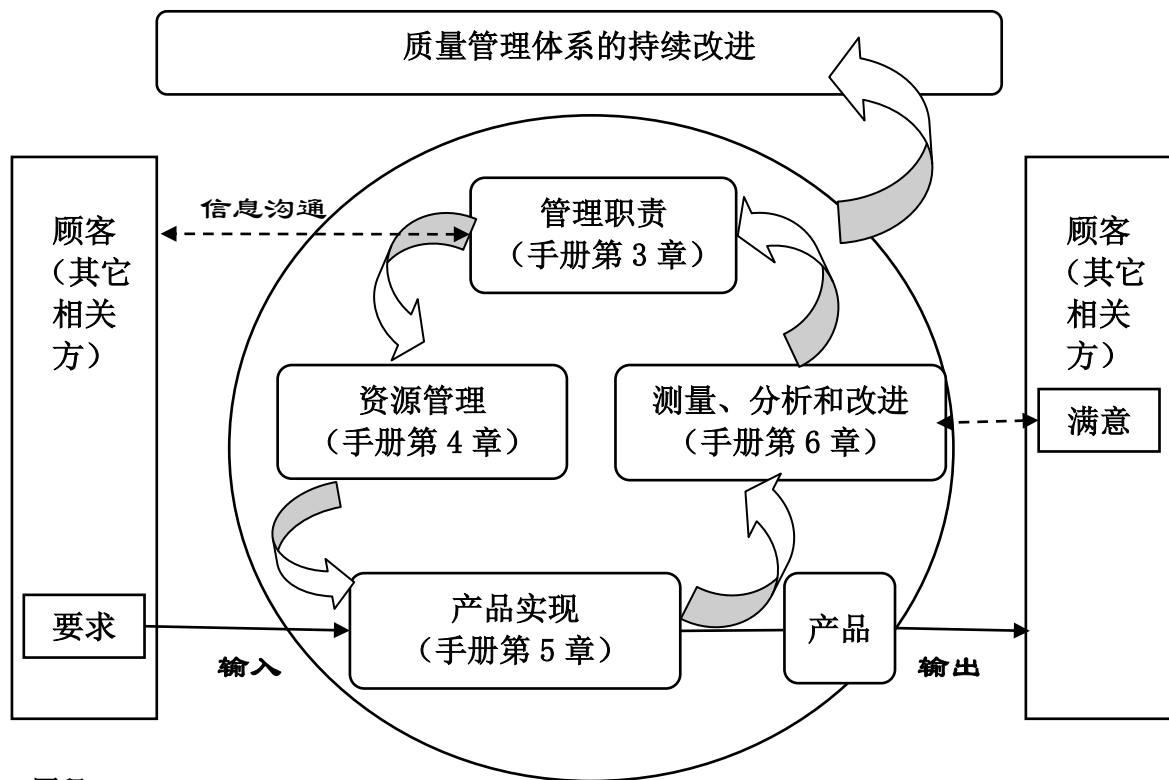 质量管理体系的持续改进
信息沟通
顾客
（其它
相关
方）
管理职责
（手册第 3 章）
顾客
（其它
相关
方）
资源管理
（手册第 4 章）
测量、分析和改进
（手册第 6 章）
满意
要求
输入
产品实现
（手册第 5 章）
产品
输出